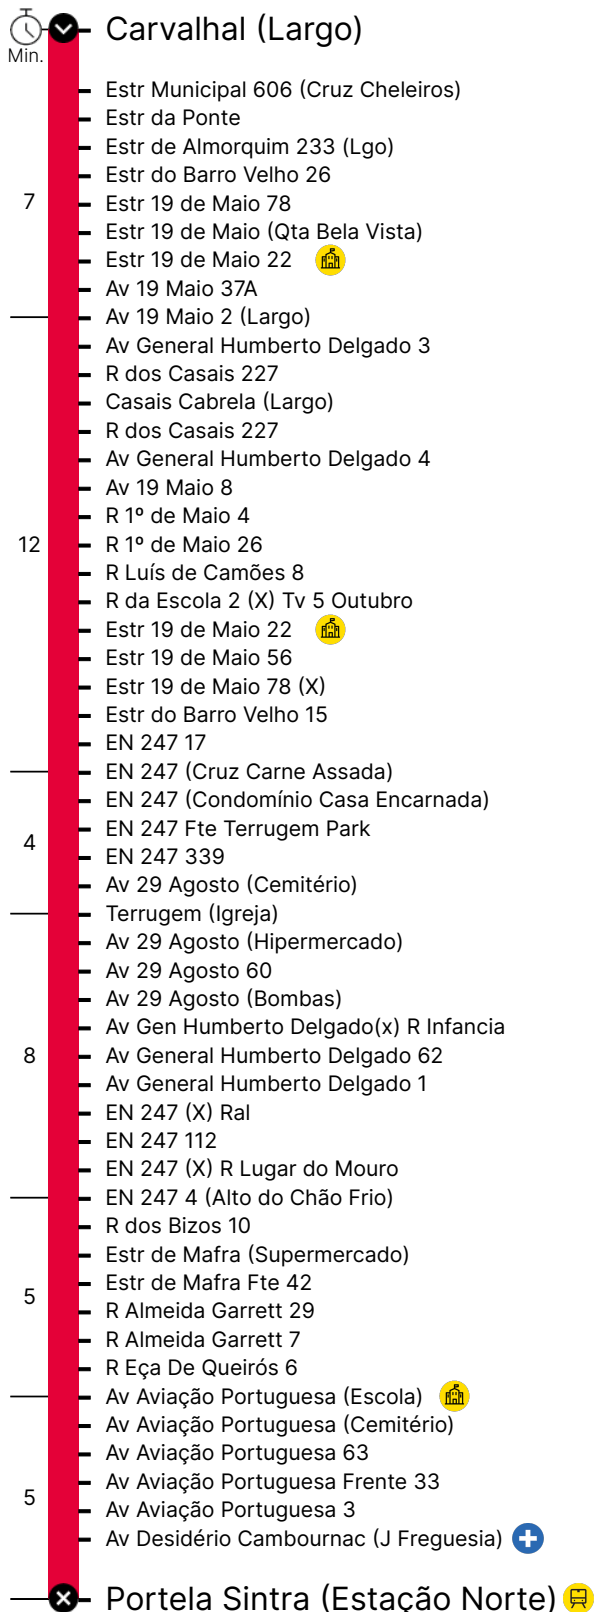 Carvalhal (Largo)
Min.
Estr Municipal 606 (Cruz Cheleiros)
Estr da Ponte
Estr de Almorquim 233 (Lgo)
Estr do Barro Velho 26
7
Estr 19 de Maio 78
Estr 19 de Maio (Qta Bela Vista)
Estr 19 de Maio 22
Av 19 Maio 37A
Av 19 Maio 2 (Largo)
Av General Humberto Delgado 3
R dos Casais 227
Casais Cabrela (Largo)
R dos Casais 227
Av General Humberto Delgado 4
Av 19 Maio 8
R 1º de Maio 4
12
R 1º de Maio 26
R Luís de Camões 8
R da Escola 2 (X) Tv 5 Outubro
Estr 19 de Maio 22
Estr 19 de Maio 56
Estr 19 de Maio 78 (X)
Estr do Barro Velho 15
EN 247 17
EN 247 (Cruz Carne Assada)
EN 247 (Condomínio Casa Encarnada)
EN 247 Fte Terrugem Park
4
EN 247 339
Av 29 Agosto (Cemitério)
Terrugem (Igreja)
Av 29 Agosto (Hipermercado)
Av 29 Agosto 60
Av 29 Agosto (Bombas)
Av Gen Humberto Delgado(x) R Infancia
8
Av General Humberto Delgado 62
Av General Humberto Delgado 1
EN 247 (X) Ral
EN 247 112
EN 247 (X) R Lugar do Mouro
EN 247 4 (Alto do Chão Frio)
R dos Bizos 10
Estr de Mafra (Supermercado)
Estr de Mafra Fte 42
5
R Almeida Garrett 29
R Almeida Garrett 7
R Eça De Queirós 6
Av Aviação Portuguesa (Escola)
Av Aviação Portuguesa (Cemitério)
Av Aviação Portuguesa 63
Av Aviação Portuguesa Frente 33
5
Av Aviação Portuguesa 3
Av Desidério Cambournac (J Freguesia)
Portela Sintra (Estação Norte)